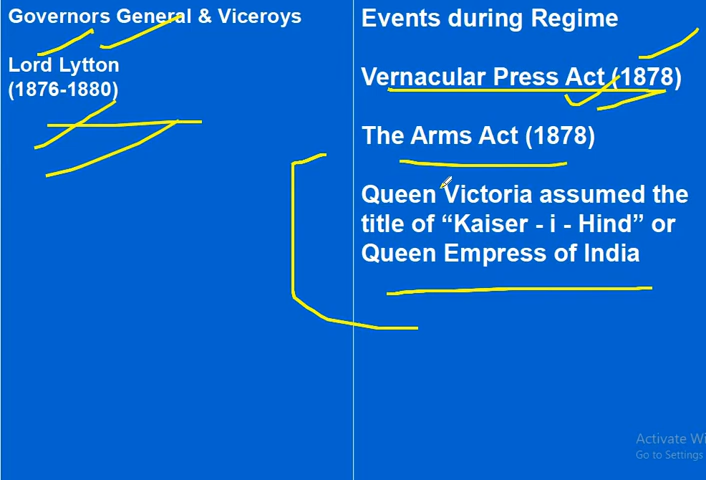 Governors General & Viceroys
Lord Lytton
(1876-1880)
Events during Regime
Vernacular Press Act (1878)
The Arms Act (1878)
Queen Victoria assumed the
title of “Kaiser - i - Hind” or
Queen Empress of India
Activate Wi
Go to Settings